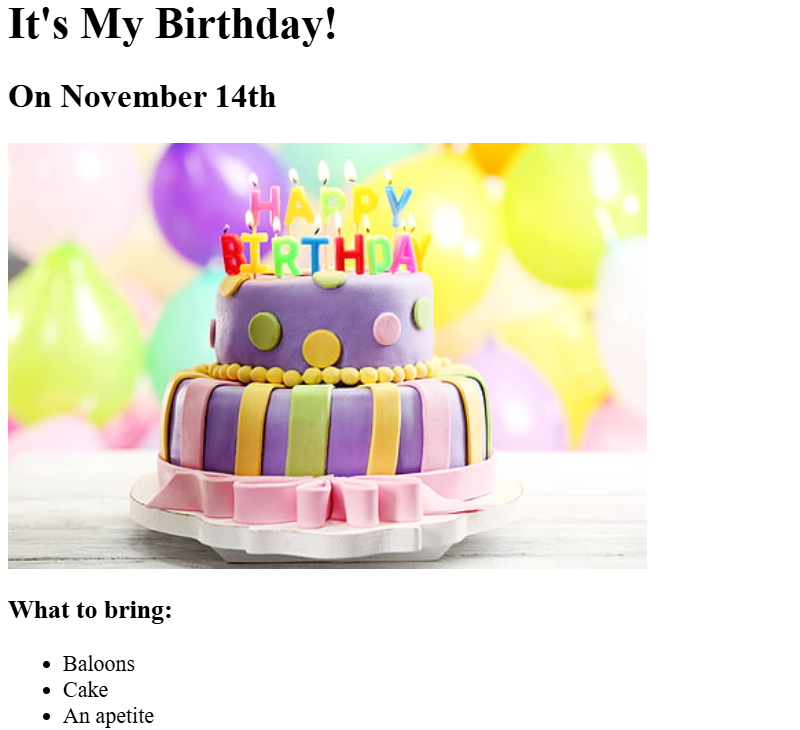 It's My Birthday!
On November 14th
HAPPY
BIRTHDAY
What to bring:
Baloons
Cake
An apetite